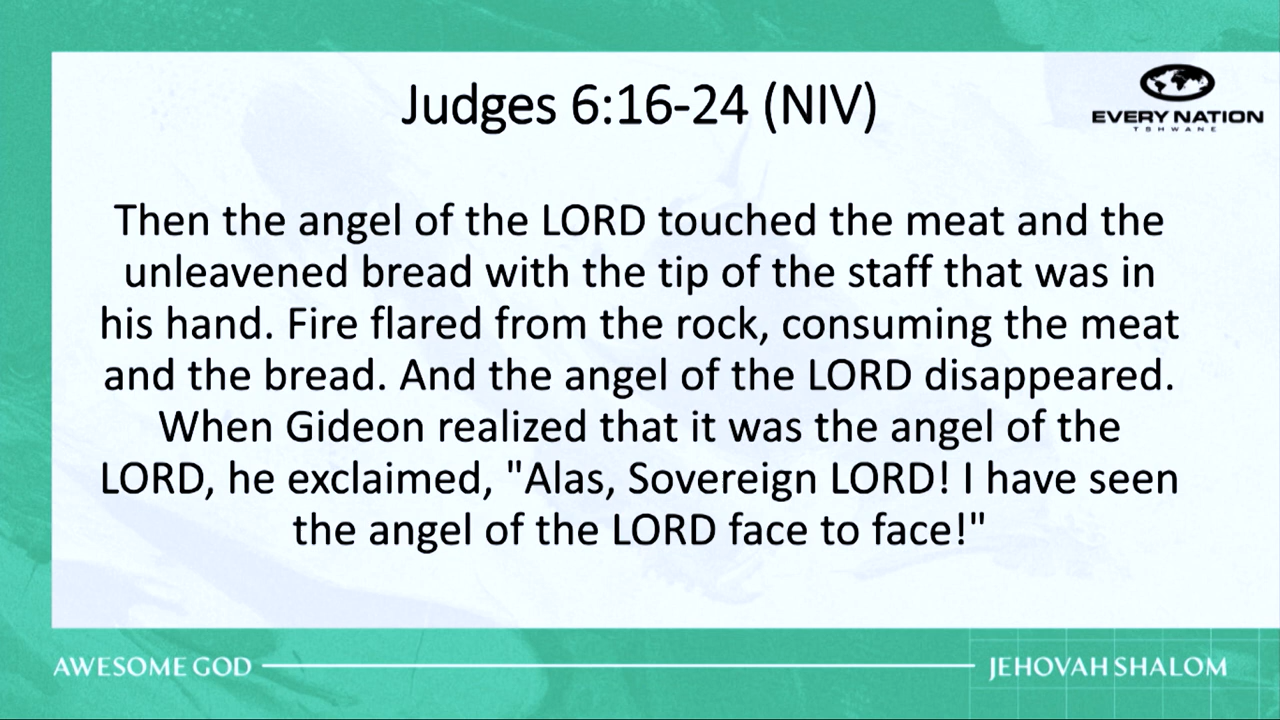 Judges 6:16-24 (NIV)
EVERY NATION
TSHWANE
Then the angel of the LORD touched the meat and the
unleavened bread with the tip of the staff that was in
his hand. Fire flared from the rock, consuming the meat
and the bread. And the angel of the LORD disappeared.
When Gideon realized that it was the angel of the
LORD, he exclaimed, "Alas, Sovereign LORD! I have seen
the angel of the LORD face to face!"
AWESOME GOD
JEHOVAH SHALOM